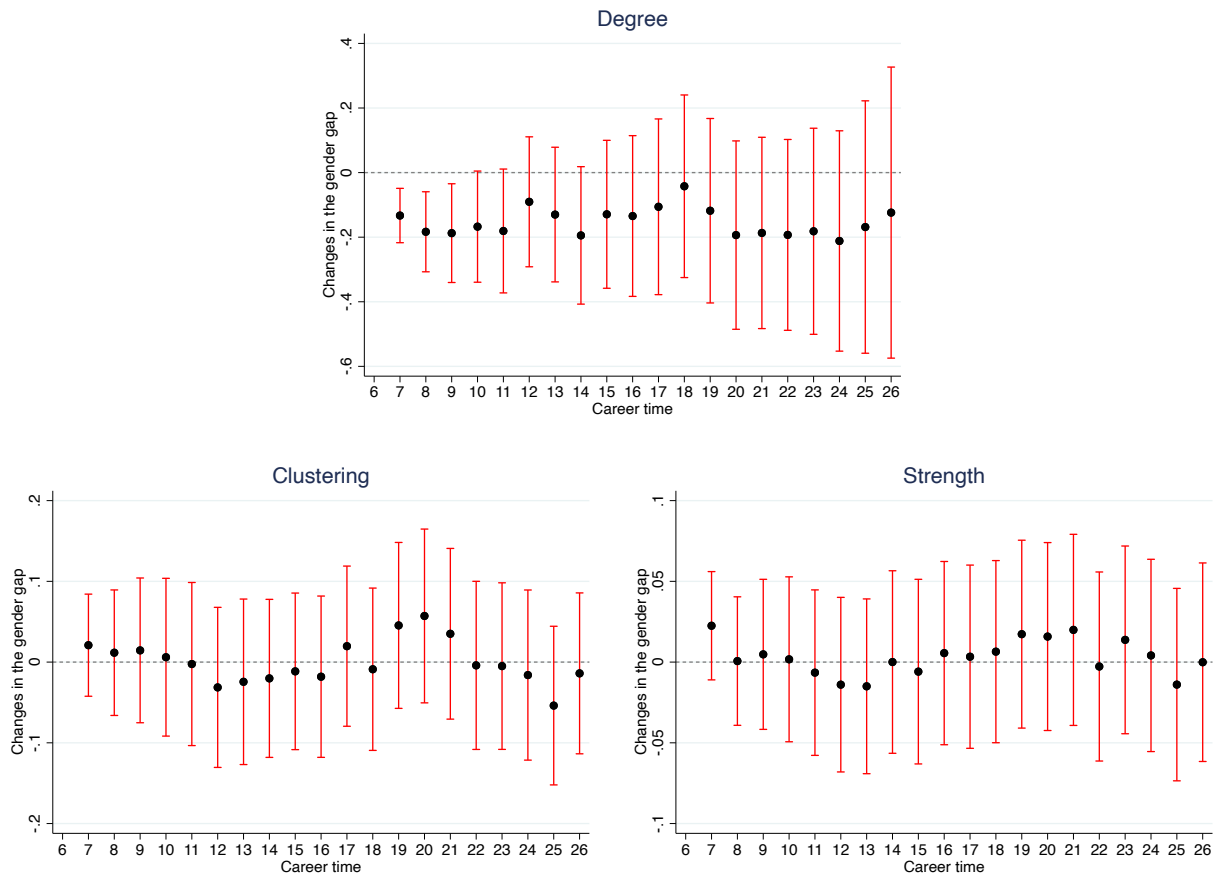 Degree
Changes in the gender gap
.4
.2
0
-.2
-.4
-.6
6 7 8 9 10 11 12 13 14 15 16 17 18 19 20 21 22 23 24 25 26
Career time
Clustering
Changes in the gender gap
.2
.1
0
-.1
-.2
6 7 8 9 10 11 12 13 14 15 16 17 18 19 20 21 22 23 24 25 26
Career time
Strength
Changes in the gender gap
.1
.05
0
-.05
-.1
6 7 8 9 10 11 12 13 14 15 16 17 18 19 20 21 22 23 24 25 26
Career time